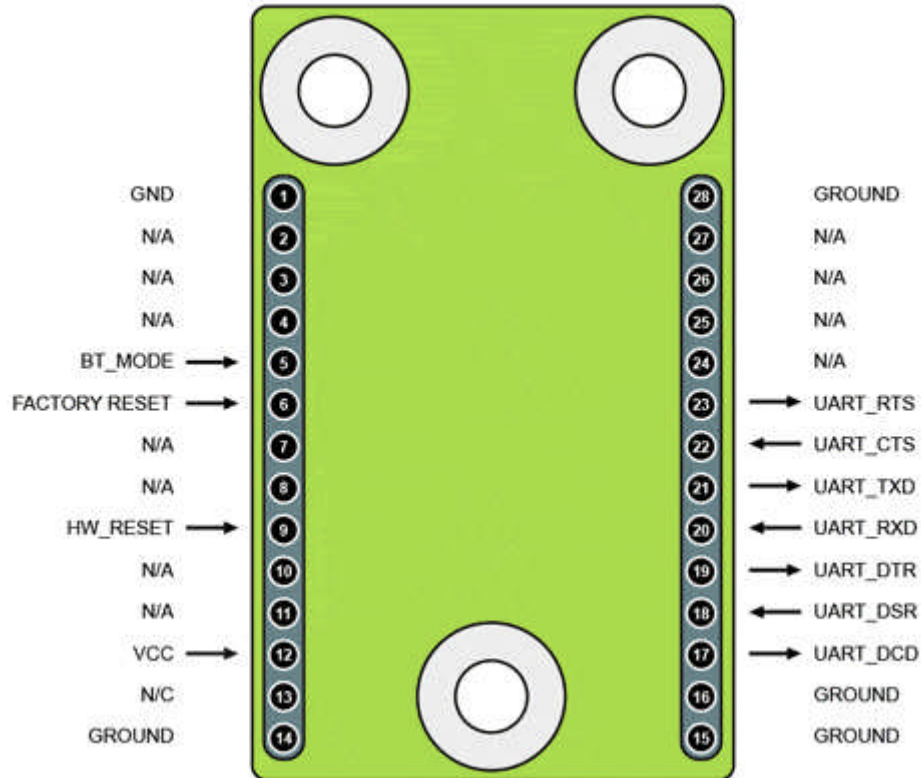 GND 1 28 GROUND
N/A 2 27 N/A
N/A 3 26 N/A
N/A 4 25 N/A
BT_MODE 5 24 N/A
FACTORY RESET 6 23 UART_RTS
N/A 7 22 UART_CTS
N/A 8 21 UART_TXD
HW_RESET 9 20 UART_RXD
N/A 10 19 UART_DTR
N/A 11 18 UART_DSR
VCC 12 17 UART_DCD
N/C 13 16 GROUND
GROUND 14 15 GROUND